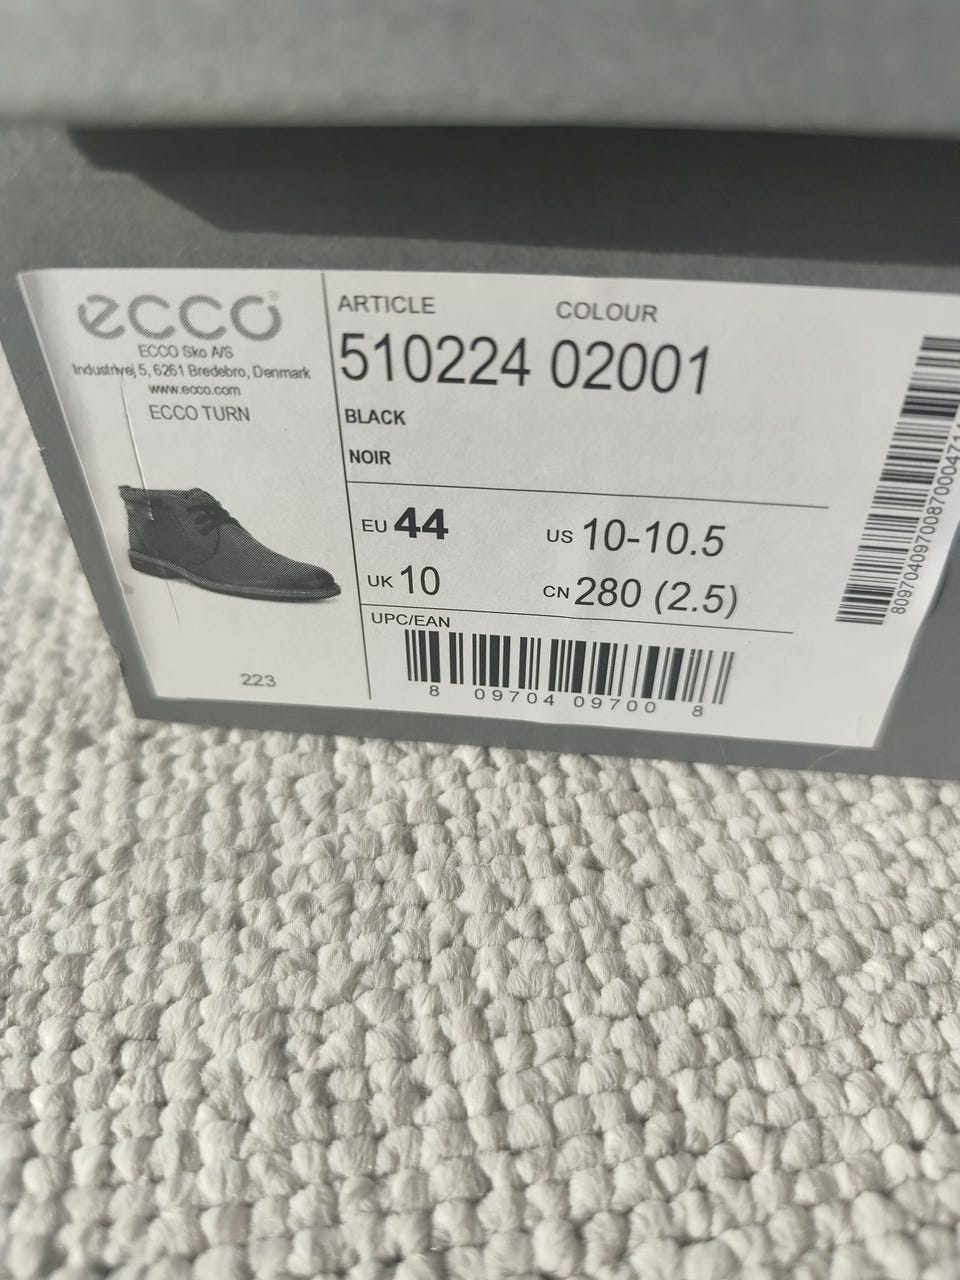 ecco®
ECCO Sko A/S
Industrivej 5, 6261 Bredebro, Denmark
www.ecco.com
ECCO TURN
223
ARTICLE COLOUR
510224 02001
BLACK
NOIR
EU 44 US 10-10.5
UK 10 CN 280 (2.5)
UPC/EAN
8 09704 09700 8